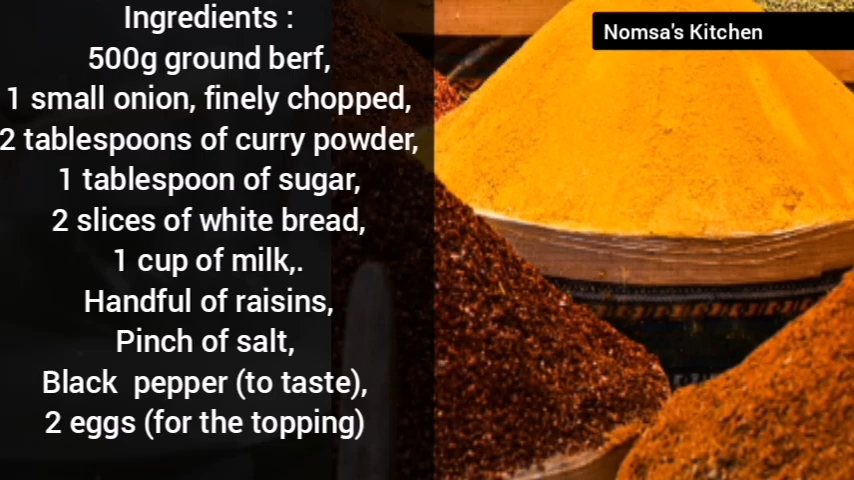 Ingredients :
500g ground berf,
1 small onion, finely chopped,
2 tablespoons of curry powder,
1 tablespoon of sugar,
2 slices of white bread,
1 cup of milk,.
Handful of raisins,
Pinch of salt,
Black  pepper (to taste),
2 eggs (for the topping)
Nomsa's Kitchen